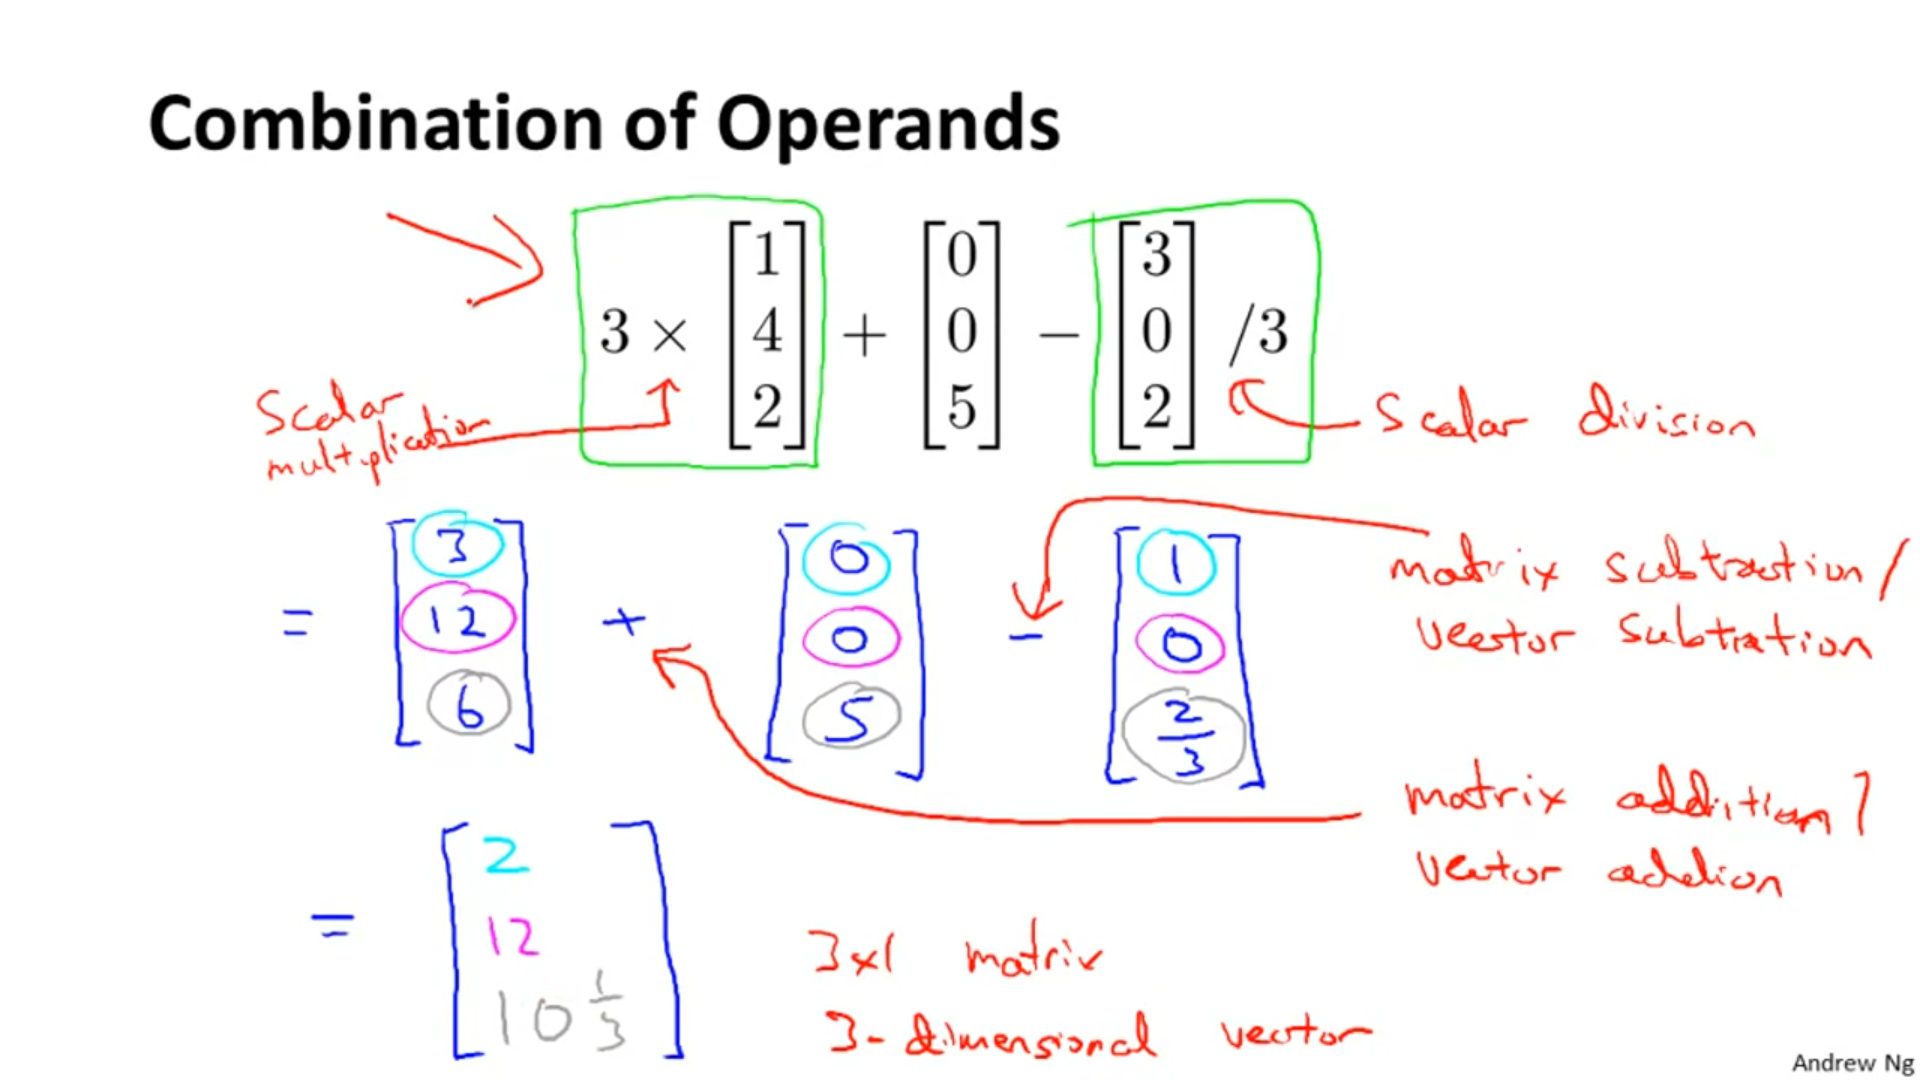 Combination of Operands
3 × [1 4 2] + [0 0 5] − [3 0 2] /3
Scalar
multiplication
Scalar division
= [3 12 6] + [0 0 5] - [1 0 2/3]
matrix subtraction /
vector subtration
matrix addition /
vector addion
= [2 12 10 1/3]
3x1 matrix
3-dimensional vector
Andrew Ng